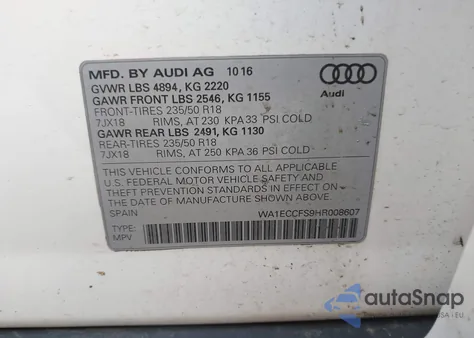 MFD. BY AUDI AG 10 16
GVWR LBS 4894, KG 2220
GAWR FRONT LBS 2546, KG 1155
FRONT-TIRES 235/50 R18
7JX18 RIMS, AT 230 KPA 33 PSI COLD
GAWR REAR LBS 2491, KG 1130
REAR-TIRES 235/50 R18
7JX18 RIMS, AT 250 KPA 36 PSI COLD
Audi
THIS VEHICLE CONFORMS TO ALL APPLICABLE
U.S. FEDERAL MOTOR VEHICLE SAFETY AND
THEFT PREVENTION STANDARDS IN EFFECT ON
THE DATE OF MANUFACTURE SHOWN ABOVE.
SPAIN WA1ECCFS9HR008607
TYPE:
MPV
autoSnap